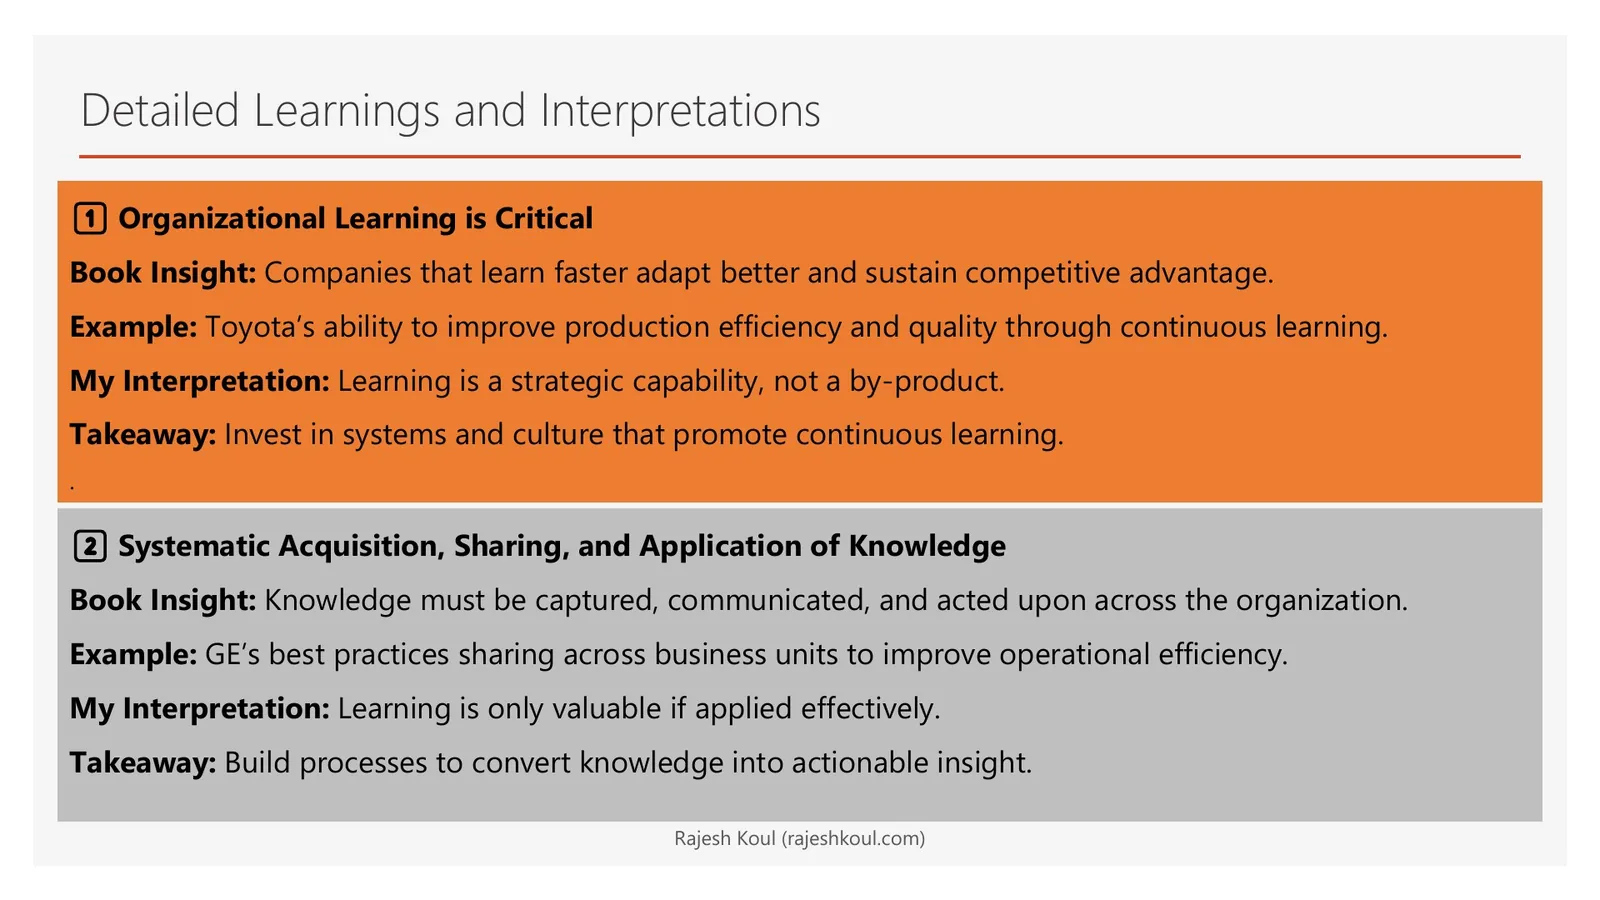 Detailed Learnings and Interpretations
1 Organizational Learning is Critical
Book Insight: Companies that learn faster adapt better and sustain competitive advantage.
Example: Toyota’s ability to improve production efficiency and quality through continuous learning.
My Interpretation: Learning is a strategic capability, not a by-product.
Takeaway: Invest in systems and culture that promote continuous learning.
.
2 Systematic Acquisition, Sharing, and Application of Knowledge
Book Insight: Knowledge must be captured, communicated, and acted upon across the organization.
Example: GE’s best practices sharing across business units to improve operational efficiency.
My Interpretation: Learning is only valuable if applied effectively.
Takeaway: Build processes to convert knowledge into actionable insight.
Rajesh Koul (rajeshkoul.com)